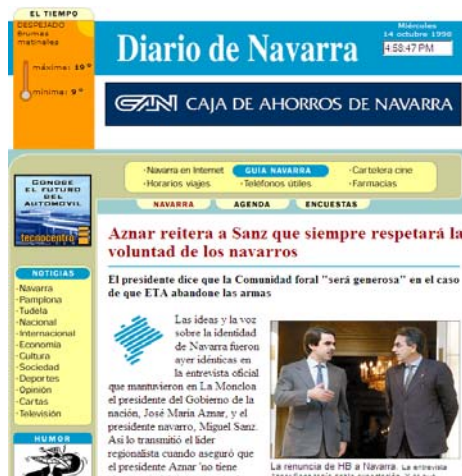 EL TIEMPO
DESPEJADO
Brumas
matinales
máxima: 10º
mínima: 9º
Diario de Navarra
Miércoles
14 octubre 1998
4:58:47 PM
CAN CAJA DE AHORROS DE NAVARRA
CONOCE
EL FUTURO
DEL
AUTOMOVIL
tecnocentro
·Navarra en Internet
GUIA NAVARRA
·Cartelera cine
·Horarios viajes
·Teléfonos útiles
·Farmacias
NAVARRA
AGENDA
ENCUESTAS
NOTICIAS
·Navarra
·Pamplona
·Tudela
·Nacional
·Internacional
·Economía
·Cultura
·Sociedad
·Deportes
·Opinión
·Cartas
·Televisión
HUMOR
Aznar reitera a Sanz que siempre respetará la
voluntad de los navarros
El presidente dice que la Comunidad foral "será generosa" en el caso
de que ETA abandone las armas
Las ideas y la voz
sobre la identidad
de Navarra fueron
ayer idénticas en
la entrevista oficial
que mantuvieron en La Moncloa
el presidente del Gobierno de la
nación, José María Aznar, y el
presidente navarro, Miguel Sanz.
Así lo transmitió el líder
regionalista cuando aseguró que
el presidente Aznar "no tiene
La renuncia de HB a Navarra. La entrevista